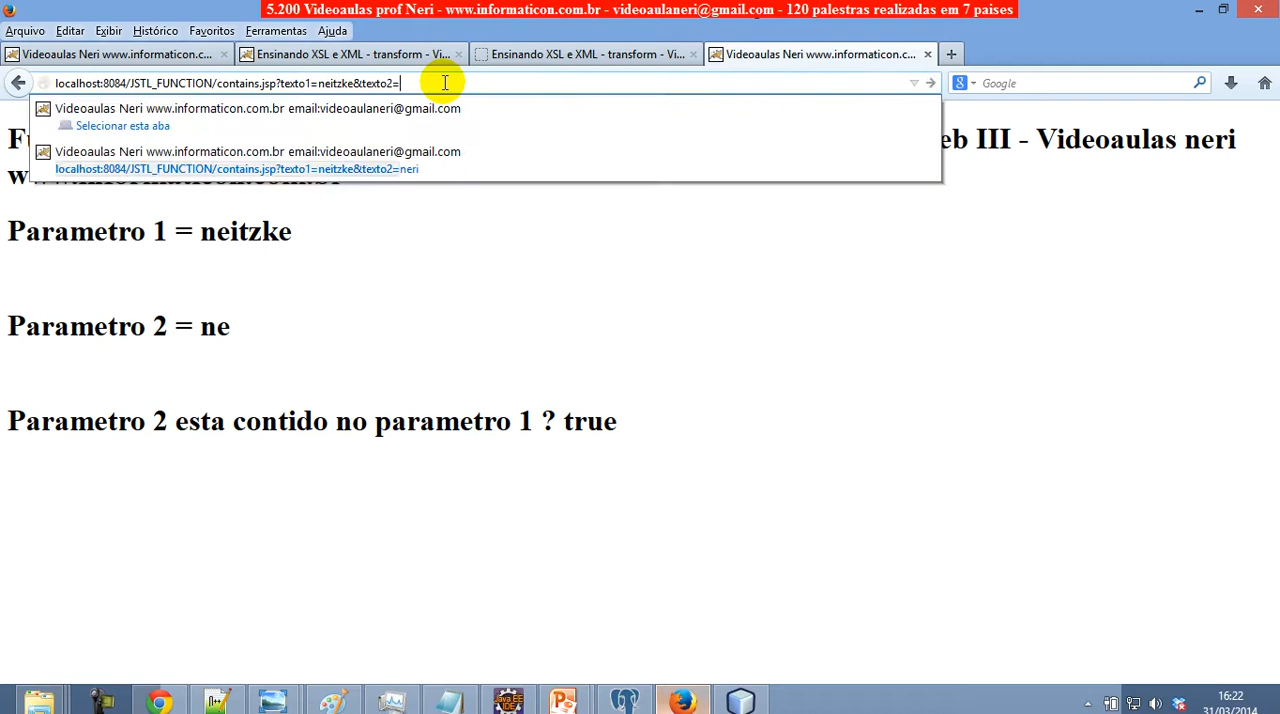 5.200 Videoaulas prof Neri - www.informaticon.com.br - videoaulaneri@gmail.com - 120 palestras realizadas em 7 paises
Arquivo Editar Exibir Histórico Favoritos Ferramentas Ajuda
Videoaulas Neri www.informaticon.c... Ensinando XSL e XML - transform - Vi... Ensinando XSL e XML - transform - Vi... Videoaulas Neri www.informaticon.c...
localhost:8084/JSTL_FUNCTION/contains.jsp?texto1=neitzke&texto2= Google
Videoaulas Neri www.informaticon.com.br email:videoaulaneri@gmail.com
Selecionar esta aba
Videoaulas Neri www.informaticon.com.br email:videoaulaneri@gmail.com
localhost:8084/JSTL_FUNCTION/contains.jsp?texto1=neitzke&texto2=neri
III - Videoaulas neri
Parametro 1 = neitzke
Parametro 2 = ne
Parametro 2 esta contido no parametro 1 ? true
Java EE
IDE
16:22
31/03/2014